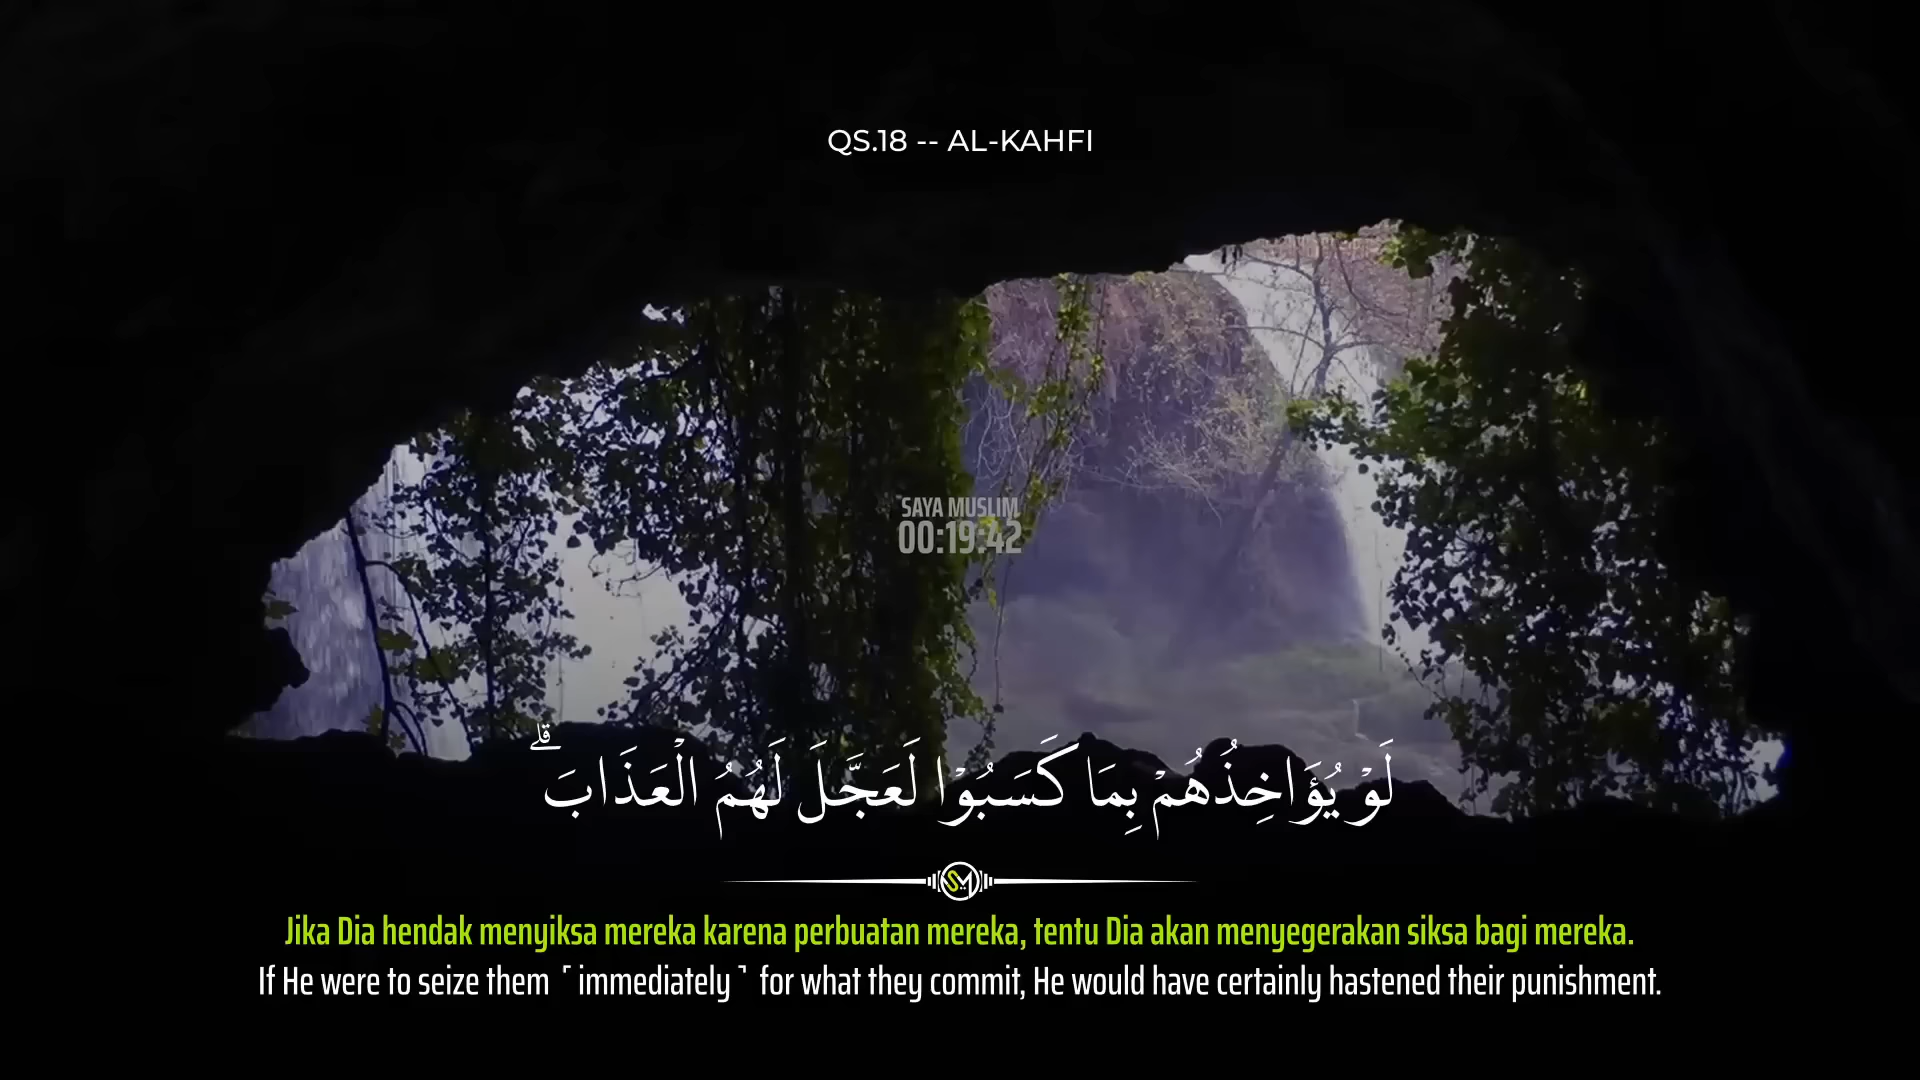 QS.18 -- AL-KAHFI
SAYA MUSLIM
00:19:42
لَوْ يُؤَاخِذُهُمْ بِمَا كَسَبُوْا لَعَجَّلَ لَهُمُ الْعَذَابَۗ
SM
Jika Dia hendak menyiksa mereka karena perbuatan mereka, tentu Dia akan menyegerakan siksa bagi mereka.
If He were to seize them ˹immediately˺ for what they commit, He would have certainly hastened their punishment.